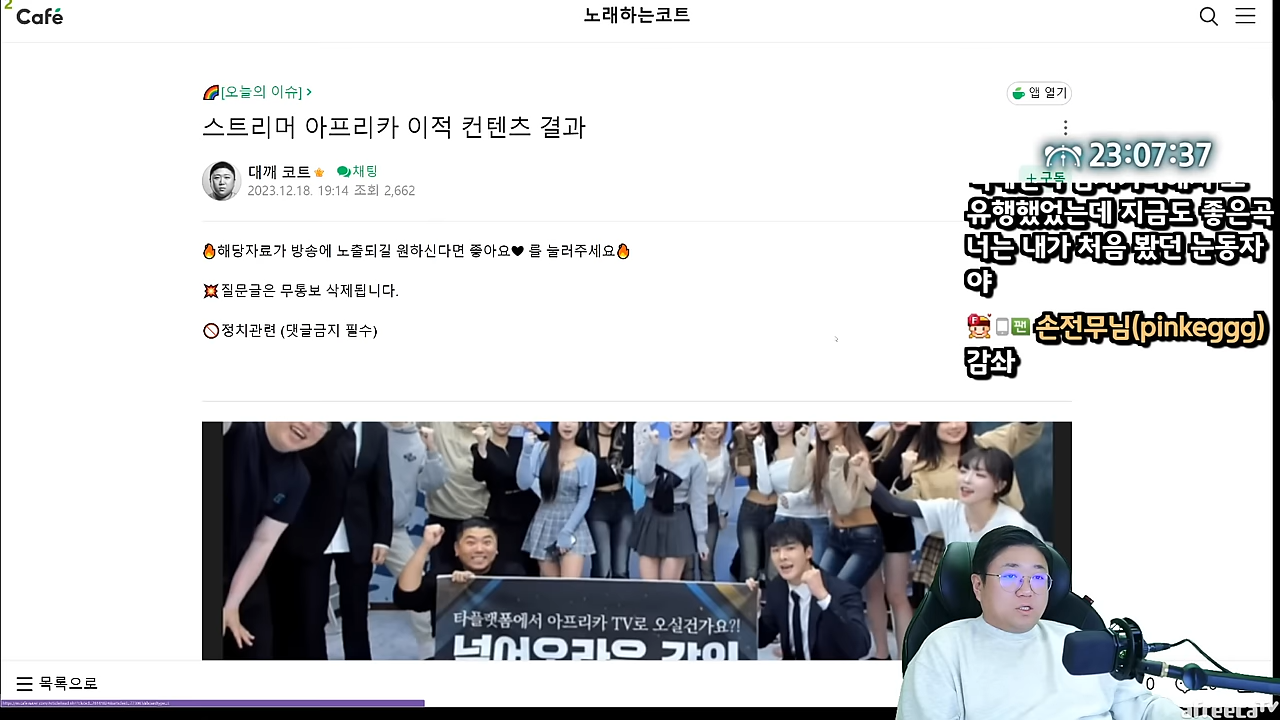 2
Café
노래하는코트
[오늘의 이슈] >
앱 열기
스트리머 아프리카 이적 컨텐츠 결과
대깨 코트 채팅
2023.12.18. 19:14 조회 2,662
23:07:37
+ 구독
유행했었는데 지금도 좋은곡
너는 내가 처음 봤던 눈동자
야
해당자료가 방송에 노출되길 원하신다면 좋아요 를 눌러주세요
질문글은 무통보 삭제됩니다.
정치관련 (댓글금지 필수)
F 팬 손전무님(pinkeggg)
감솨
타플랫폼에서 아프리카 TV로 오실건가요?!
목록으로
0
afreecaTV